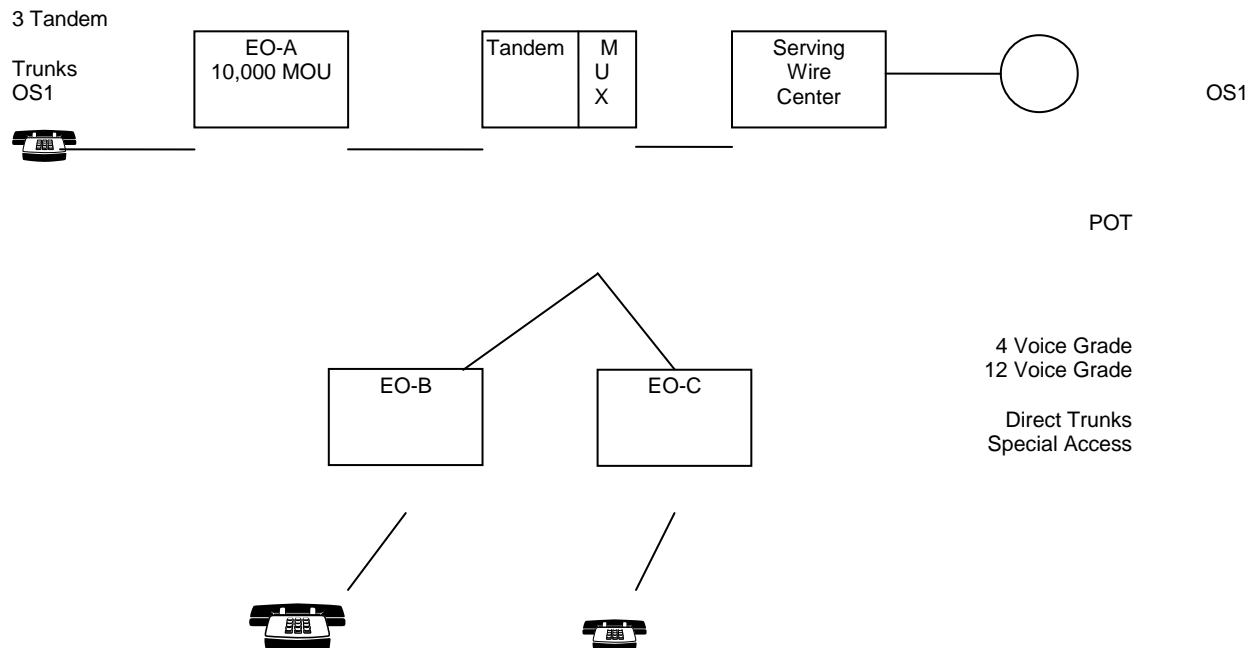 3 Tandem
Trunks
OS1
EO-A
10,000 MOU
Tandem
M
U
X
Serving
Wire
Center
OS1
POT
4 Voice Grade
12 Voice Grade
Direct Trunks
Special Access
EO-B
EO-C